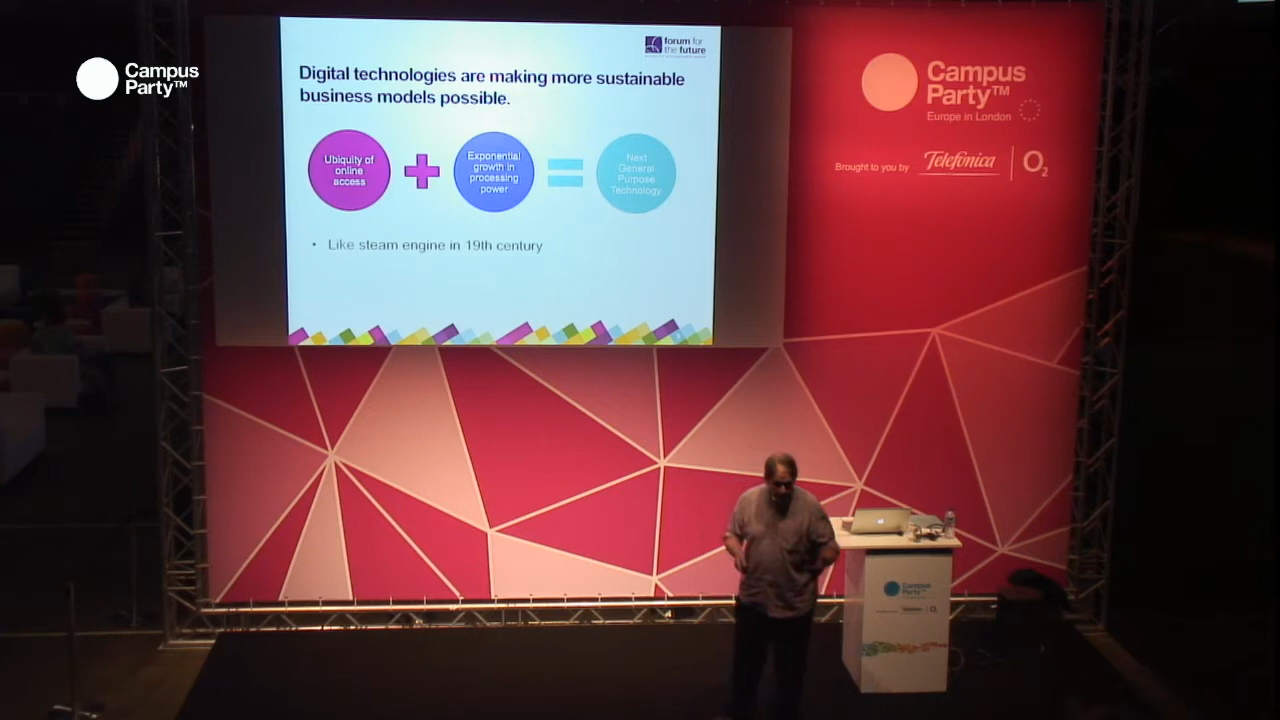 Campus
Party™
forum for
the future
Digital technologies are making more sustainable
business models possible.
Ubiquity of
online
access
Exponential
growth in
processing
power
Next
General
Purpose
Technology
• Like steam engine in 19th century
Campus
Party™
Europe in London
Brought to you by Telefónica O2
Campus
Party™